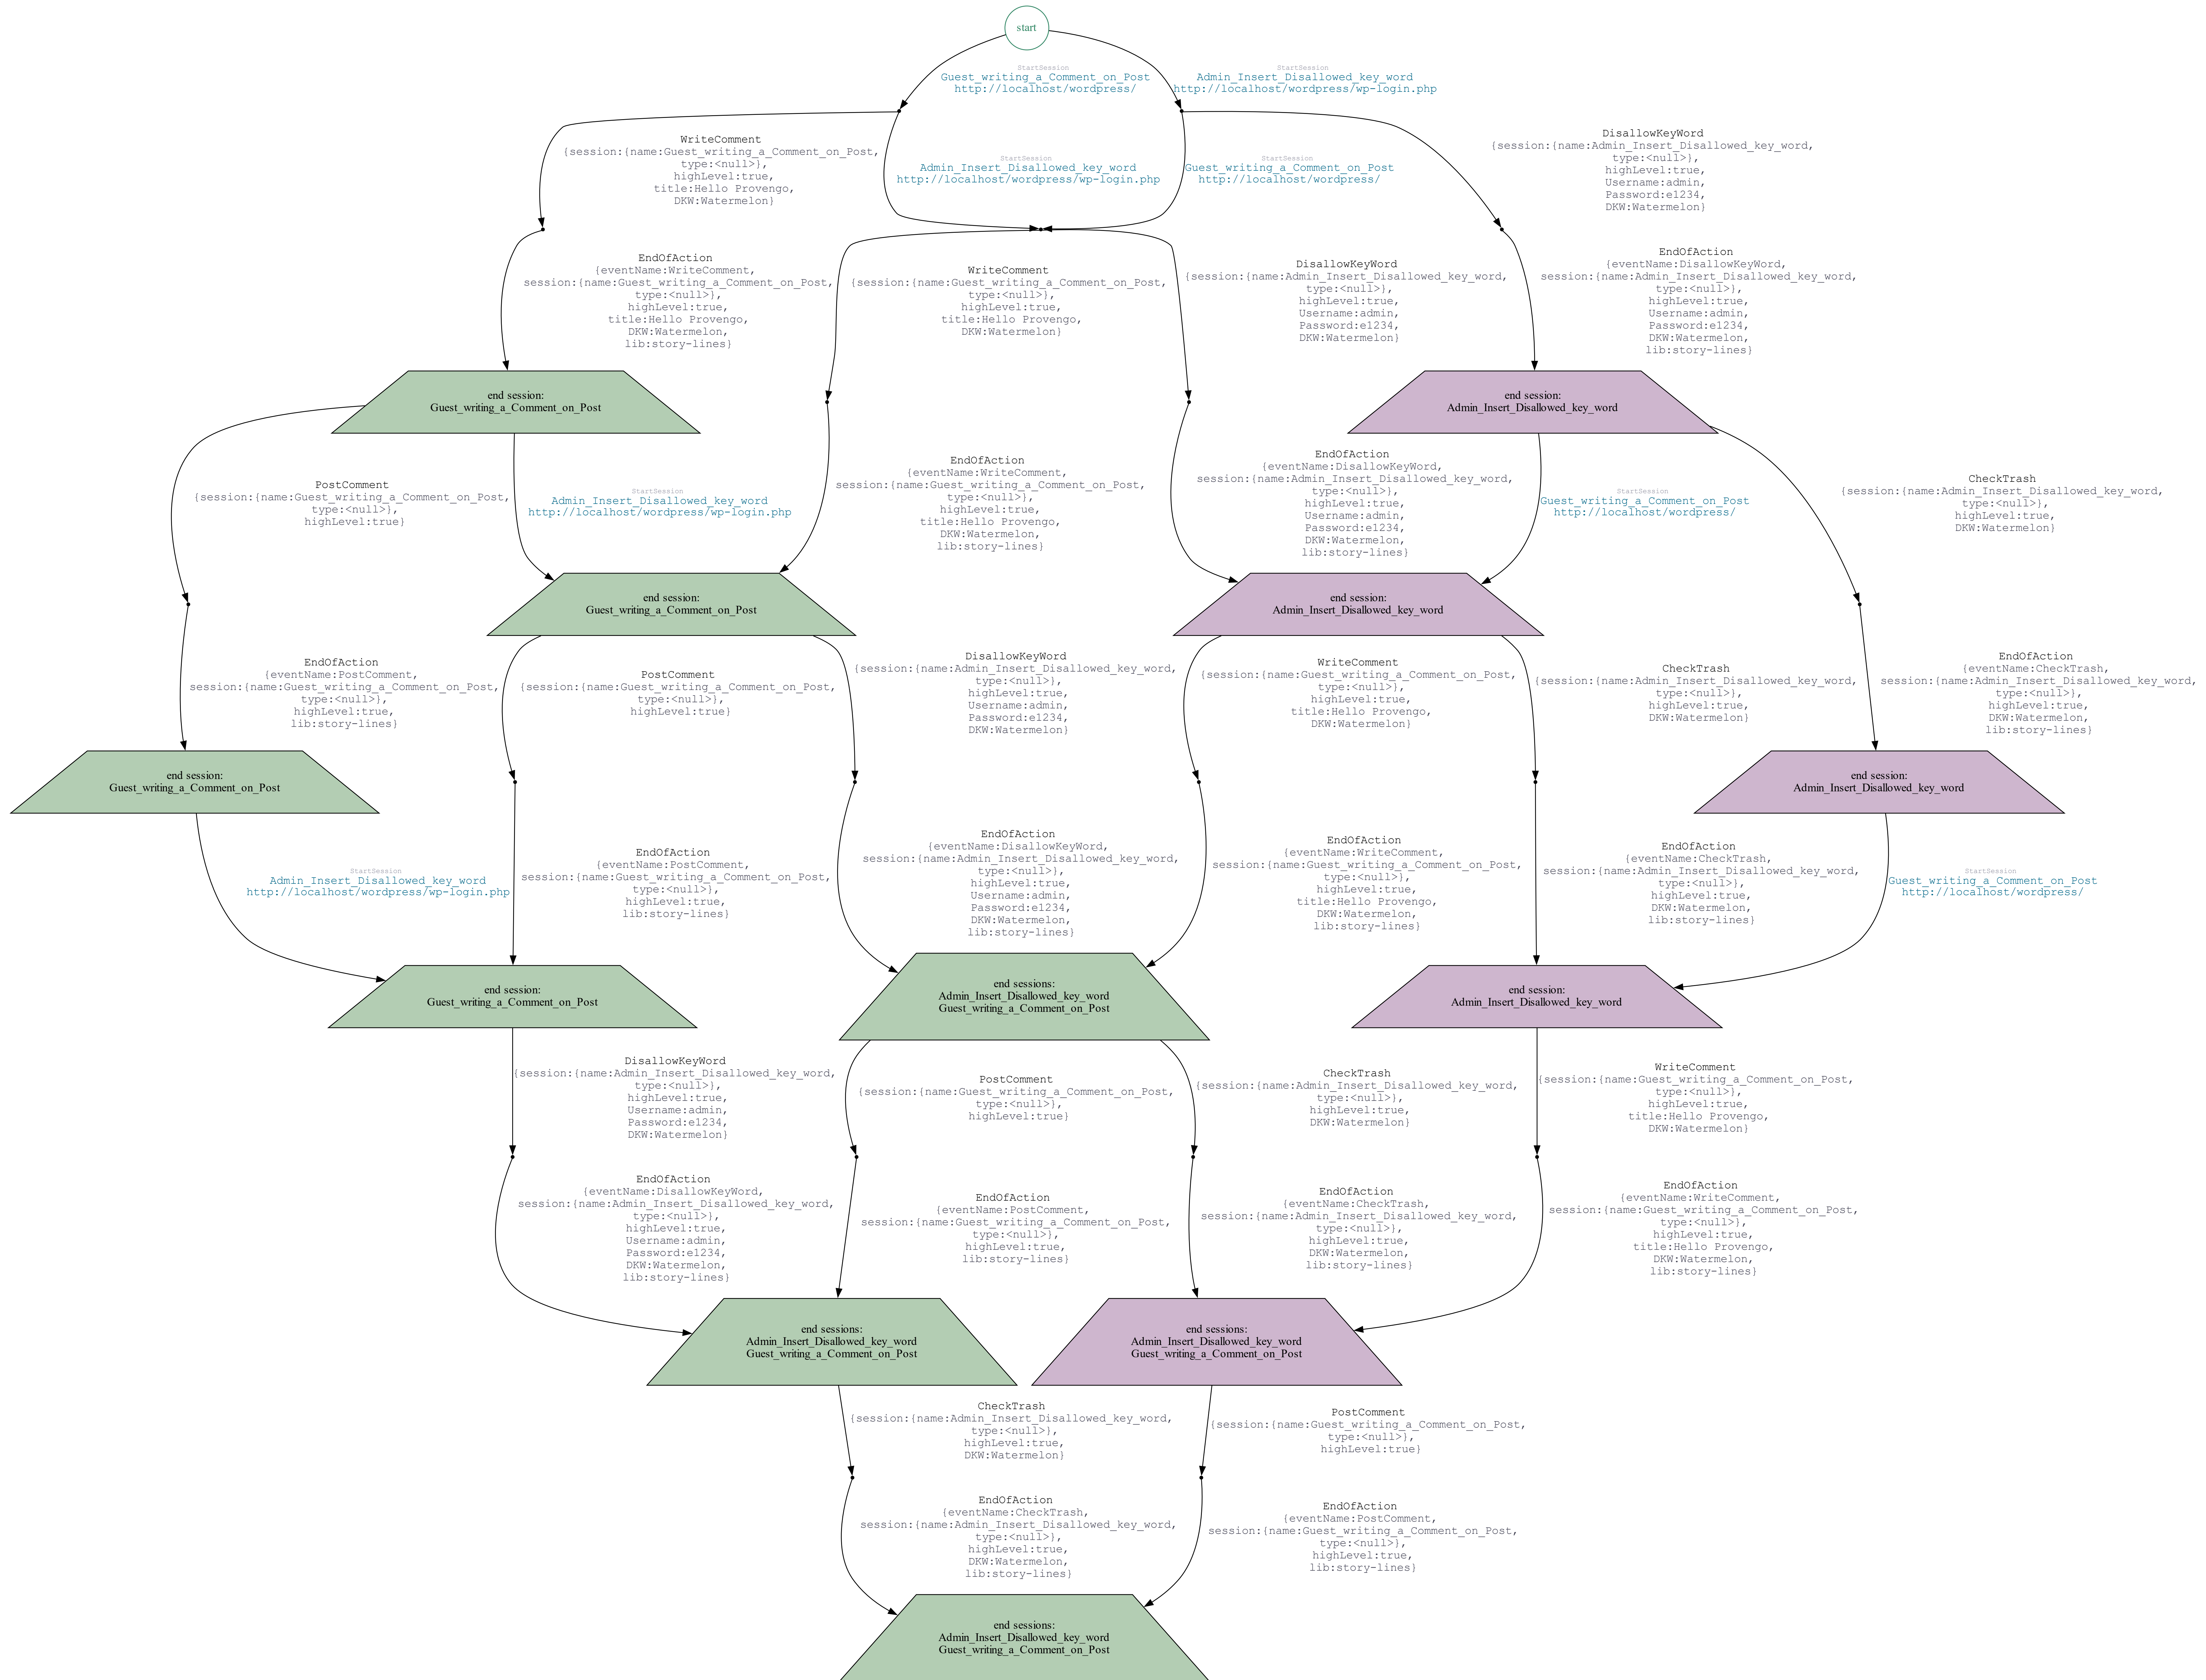 start
StartSession
Guest_writing_a_Comment_on_Post
http://localhost/wordpress/
StartSession
Admin_Insert_Disallowed_key_word
http://localhost/wordpress/wp-login.php
WriteComment
{session:{name:Guest_writing_a_Comment_on_Post,
type:<null>},
highLevel:true,
title:Hello Provengo,
DKW:Watermelon}
StartSession
Admin_Insert_Disallowed_key_word
http://localhost/wordpress/wp-login.php
StartSession
Guest_writing_a_Comment_on_Post
http://localhost/wordpress/
DisallowKeyWord
{session:{name:Admin_Insert_Disallowed_key_word,
type:<null>},
highLevel:true,
Username:admin,
Password:e1234,
DKW:Watermelon}
EndOfAction
{eventName:WriteComment,
session:{name:Guest_writing_a_Comment_on_Post,
type:<null>},
highLevel:true,
title:Hello Provengo,
DKW:Watermelon,
lib:story-lines}
WriteComment
{session:{name:Guest_writing_a_Comment_on_Post,
type:<null>},
highLevel:true,
title:Hello Provengo,
DKW:Watermelon}
DisallowKeyWord
{session:{name:Admin_Insert_Disallowed_key_word,
type:<null>},
highLevel:true,
Username:admin,
Password:e1234,
DKW:Watermelon}
EndOfAction
{eventName:DisallowKeyWord,
session:{name:Admin_Insert_Disallowed_key_word,
type:<null>},
highLevel:true,
Username:admin,
Password:e1234,
DKW:Watermelon,
lib:story-lines}
end session:
Guest_writing_a_Comment_on_Post
end session:
Admin_Insert_Disallowed_key_word
PostComment
{session:{name:Guest_writing_a_Comment_on_Post,
type:<null>},
highLevel:true}
StartSession
Admin_Insert_Disallowed_key_word
http://localhost/wordpress/wp-login.php
EndOfAction
{eventName:WriteComment,
session:{name:Guest_writing_a_Comment_on_Post,
type:<null>},
highLevel:true,
title:Hello Provengo,
DKW:Watermelon,
lib:story-lines}
EndOfAction
{eventName:DisallowKeyWord,
session:{name:Admin_Insert_Disallowed_key_word,
type:<null>},
highLevel:true,
Username:admin,
Password:e1234,
DKW:Watermelon,
lib:story-lines}
StartSession
Guest_writing_a_Comment_on_Post
http://localhost/wordpress/
CheckTrash
{session:{name:Admin_Insert_Disallowed_key_word,
type:<null>},
highLevel:true,
DKW:Watermelon}
end session:
Guest_writing_a_Comment_on_Post
end session:
Admin_Insert_Disallowed_key_word
EndOfAction
{eventName:PostComment,
session:{name:Guest_writing_a_Comment_on_Post,
type:<null>},
highLevel:true,
lib:story-lines}
PostComment
{session:{name:Guest_writing_a_Comment_on_Post,
type:<null>},
highLevel:true}
DisallowKeyWord
{session:{name:Admin_Insert_Disallowed_key_word,
type:<null>},
highLevel:true,
Username:admin,
Password:e1234,
DKW:Watermelon}
WriteComment
{session:{name:Guest_writing_a_Comment_on_Post,
type:<null>},
highLevel:true,
title:Hello Provengo,
DKW:Watermelon}
CheckTrash
{session:{name:Admin_Insert_Disallowed_key_word,
type:<null>},
highLevel:true,
DKW:Watermelon}
EndOfAction
{eventName:CheckTrash,
session:{name:Admin_Insert_Disallowed_key_word,
type:<null>},
highLevel:true,
DKW:Watermelon,
lib:story-lines}
end session:
Guest_writing_a_Comment_on_Post
end session:
Admin_Insert_Disallowed_key_word
StartSession
Admin_Insert_Disallowed_key_word
http://localhost/wordpress/wp-login.php
EndOfAction
{eventName:PostComment,
session:{name:Guest_writing_a_Comment_on_Post,
type:<null>},
highLevel:true,
lib:story-lines}
EndOfAction
{eventName:DisallowKeyWord,
session:{name:Admin_Insert_Disallowed_key_word,
type:<null>},
highLevel:true,
Username:admin,
Password:e1234,
DKW:Watermelon,
lib:story-lines}
EndOfAction
{eventName:WriteComment,
session:{name:Guest_writing_a_Comment_on_Post,
type:<null>},
highLevel:true,
title:Hello Provengo,
DKW:Watermelon,
lib:story-lines}
EndOfAction
{eventName:CheckTrash,
session:{name:Admin_Insert_Disallowed_key_word,
type:<null>},
highLevel:true,
DKW:Watermelon,
lib:story-lines}
StartSession
Guest_writing_a_Comment_on_Post
http://localhost/wordpress/
end session:
Guest_writing_a_Comment_on_Post
end sessions:
Admin_Insert_Disallowed_key_word
Guest_writing_a_Comment_on_Post
end session:
Admin_Insert_Disallowed_key_word
DisallowKeyWord
{session:{name:Admin_Insert_Disallowed_key_word,
type:<null>},
highLevel:true,
Username:admin,
Password:e1234,
DKW:Watermelon}
PostComment
{session:{name:Guest_writing_a_Comment_on_Post,
type:<null>},
highLevel:true}
CheckTrash
{session:{name:Admin_Insert_Disallowed_key_word,
type:<null>},
highLevel:true,
DKW:Watermelon}
WriteComment
{session:{name:Guest_writing_a_Comment_on_Post,
type:<null>},
highLevel:true,
title:Hello Provengo,
DKW:Watermelon}
EndOfAction
{eventName:DisallowKeyWord,
session:{name:Admin_Insert_Disallowed_key_word,
type:<null>},
highLevel:true,
Username:admin,
Password:e1234,
DKW:Watermelon,
lib:story-lines}
EndOfAction
{eventName:PostComment,
session:{name:Guest_writing_a_Comment_on_Post,
type:<null>},
highLevel:true,
lib:story-lines}
EndOfAction
{eventName:CheckTrash,
session:{name:Admin_Insert_Disallowed_key_word,
type:<null>},
highLevel:true,
DKW:Watermelon,
lib:story-lines}
EndOfAction
{eventName:WriteComment,
session:{name:Guest_writing_a_Comment_on_Post,
type:<null>},
highLevel:true,
title:Hello Provengo,
DKW:Watermelon,
lib:story-lines}
end sessions:
Admin_Insert_Disallowed_key_word
Guest_writing_a_Comment_on_Post
end sessions:
Admin_Insert_Disallowed_key_word
Guest_writing_a_Comment_on_Post
CheckTrash
{session:{name:Admin_Insert_Disallowed_key_word,
type:<null>},
highLevel:true,
DKW:Watermelon}
PostComment
{session:{name:Guest_writing_a_Comment_on_Post,
type:<null>},
highLevel:true}
EndOfAction
{eventName:CheckTrash,
session:{name:Admin_Insert_Disallowed_key_word,
type:<null>},
highLevel:true,
DKW:Watermelon,
lib:story-lines}
EndOfAction
{eventName:PostComment,
session:{name:Guest_writing_a_Comment_on_Post,
type:<null>},
highLevel:true,
lib:story-lines}
end sessions:
Admin_Insert_Disallowed_key_word
Guest_writing_a_Comment_on_Post